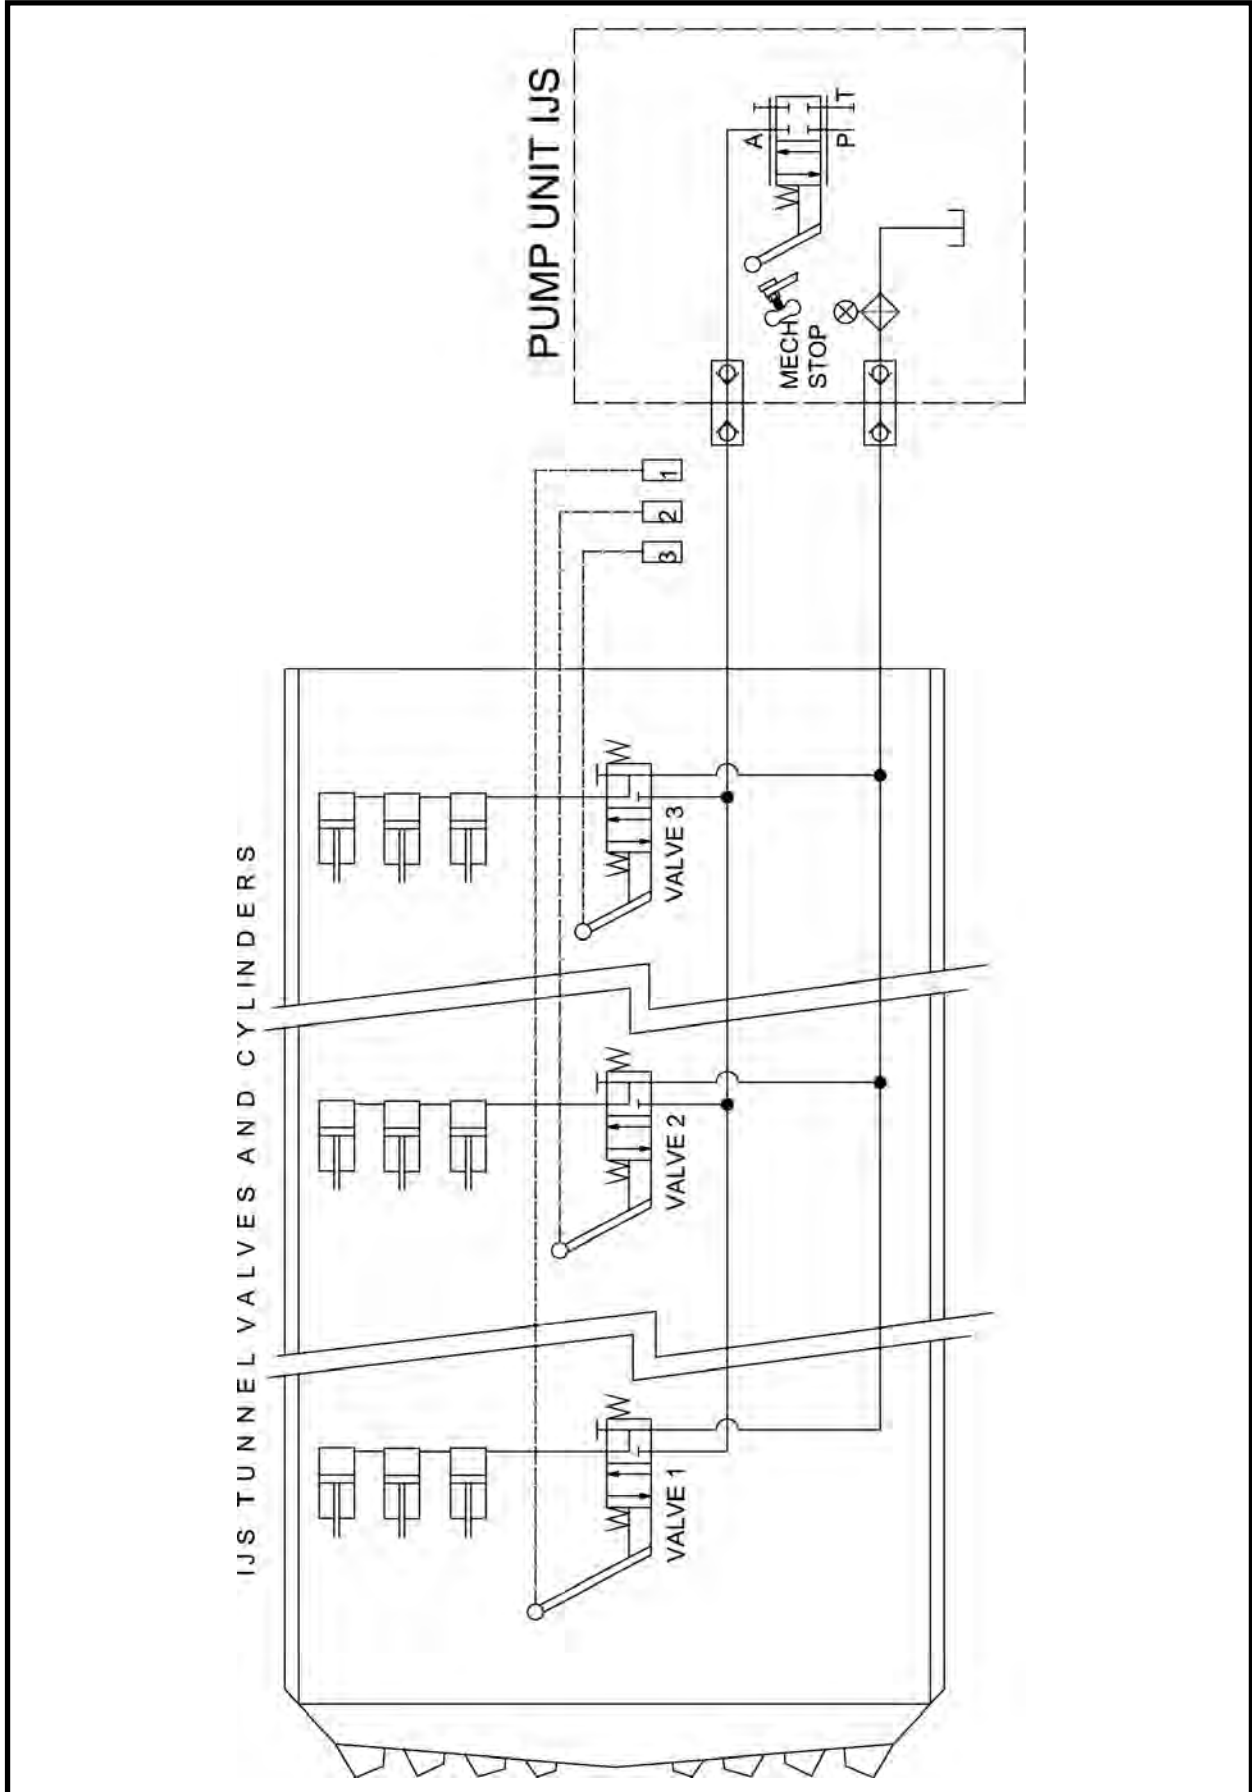 PUMP UNIT IJS
A
T
P
MECH
STOP
1
2
3
IJS TUNNEL VALVES AND CYLINDERS
VALVE 3
VALVE 2
VALVE 1